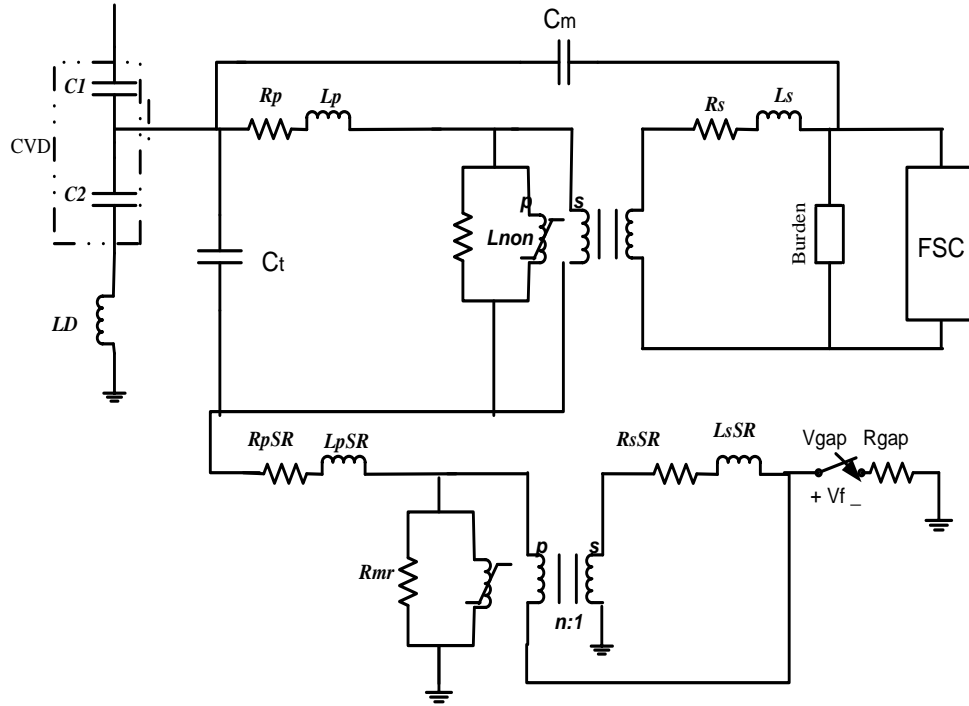 Cm
C1
Rp
Lp
Rs
Ls
CVD
C2
p
s
Lnon
Burden
FSC
Ct
LD
RpSR
LpSR
RsSR
LsSR
Vgap
Rgap
+ Vf _
Rmr
p
s
n:1